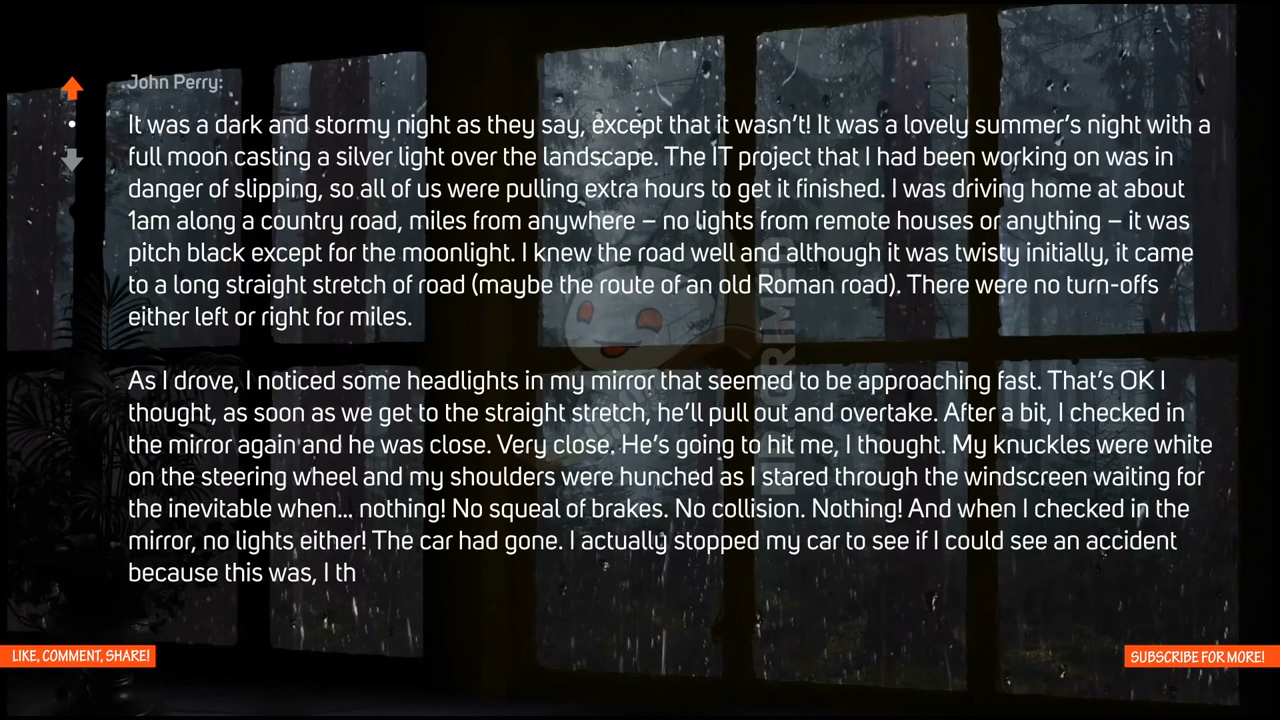 .John Perry:
It was a dark and stormy night as they say, except that it wasn't! It was a lovely summer's night with a
full moon casting a silver light over the landscape. The IT project that I had been working on was in
danger of slipping, so all of us were pulling extra hours to get it finished. I was driving home at about
1am along a country road, miles from anywhere – no lights from remote houses or anything – it was
pitch black except for the moonlight. I knew the road well and although it was twisty initially, it came
to a long straight stretch of road (maybe the route of an old Roman road). There were no turn-offs
either left or right for miles.
As I drove, I noticed some headlights in my mirror that seemed to be approaching fast. That's OK I
thought, as soon as we get to the straight stretch, he'll pull out and overtake. After a bit, I checked in
the mirror again and he was close. Very close. He's going to hit me, I thought. My knuckles were white
on the steering wheel and my shoulders were hunched as I stared through the windscreen waiting for
the inevitable when... nothing! No squeal of brakes. No collision. Nothing! And when I checked in the
mirror, no lights either! The car had gone. I actually stopped my car to see if I could see an accident
because this was, I th
LIKE, COMMENT, SHARE!
SUBSCRIBE FOR MORE!